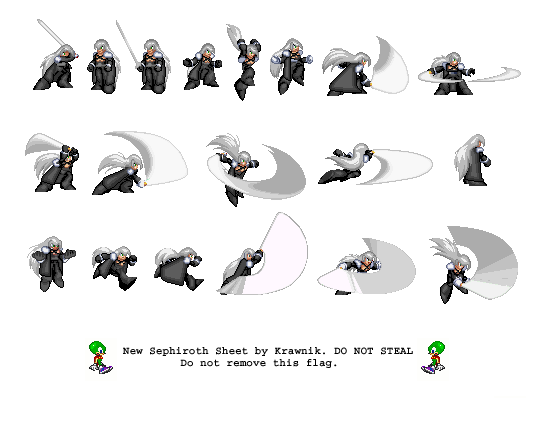 New Sephiroth Sheet by Krawnik. DO NOT STEAL
Do not remove this flag.